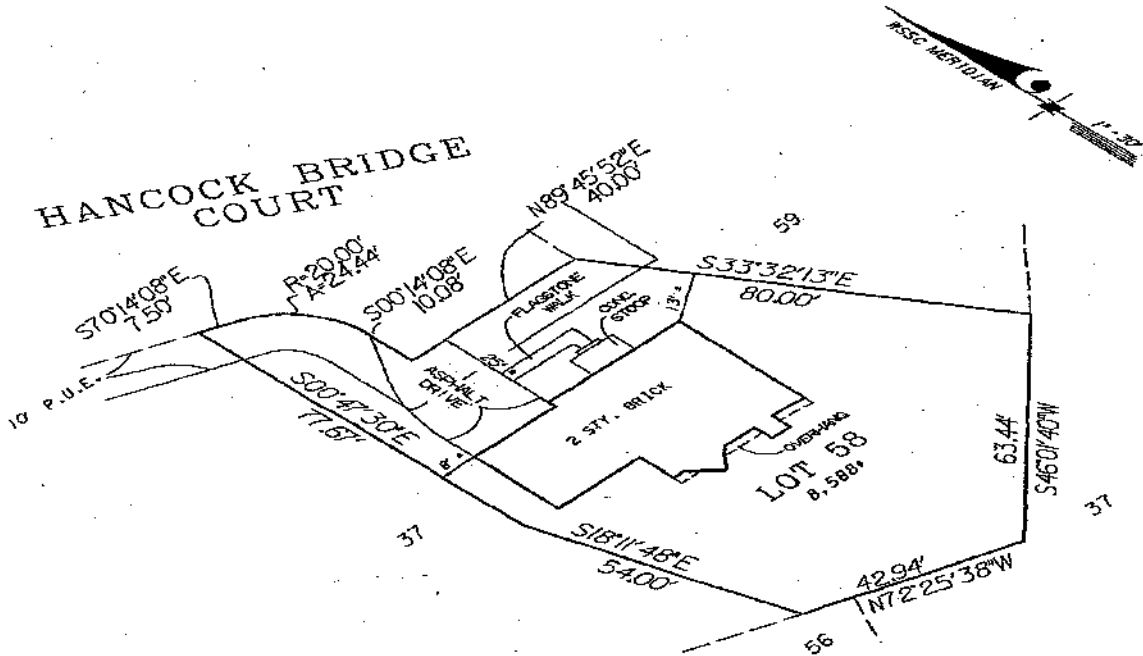 WSSC MERIDIAN
1" = 30'
HANCOCK BRIDGE
COURT
N89°45'52"E
40.00'
59
R=20.00'
A=24.44'
S00°14'08"E
10.08'
S70°14'08"E
7.50'
FLAGSTONE
WALK
CONC.
STOOP
S33°32'13"E
80.00'
13'±
25'±
10' P.U.E.
ASPHALT
DRIVE
S00°47'30"E
77.67'
2 STY. BRICK
8'±
OVERHANG
LOT 58
8,588±
63.44'
S46°01'40"W
37
37
S18°11'48"E
54.00'
42.94'
N72°25'38"W
56